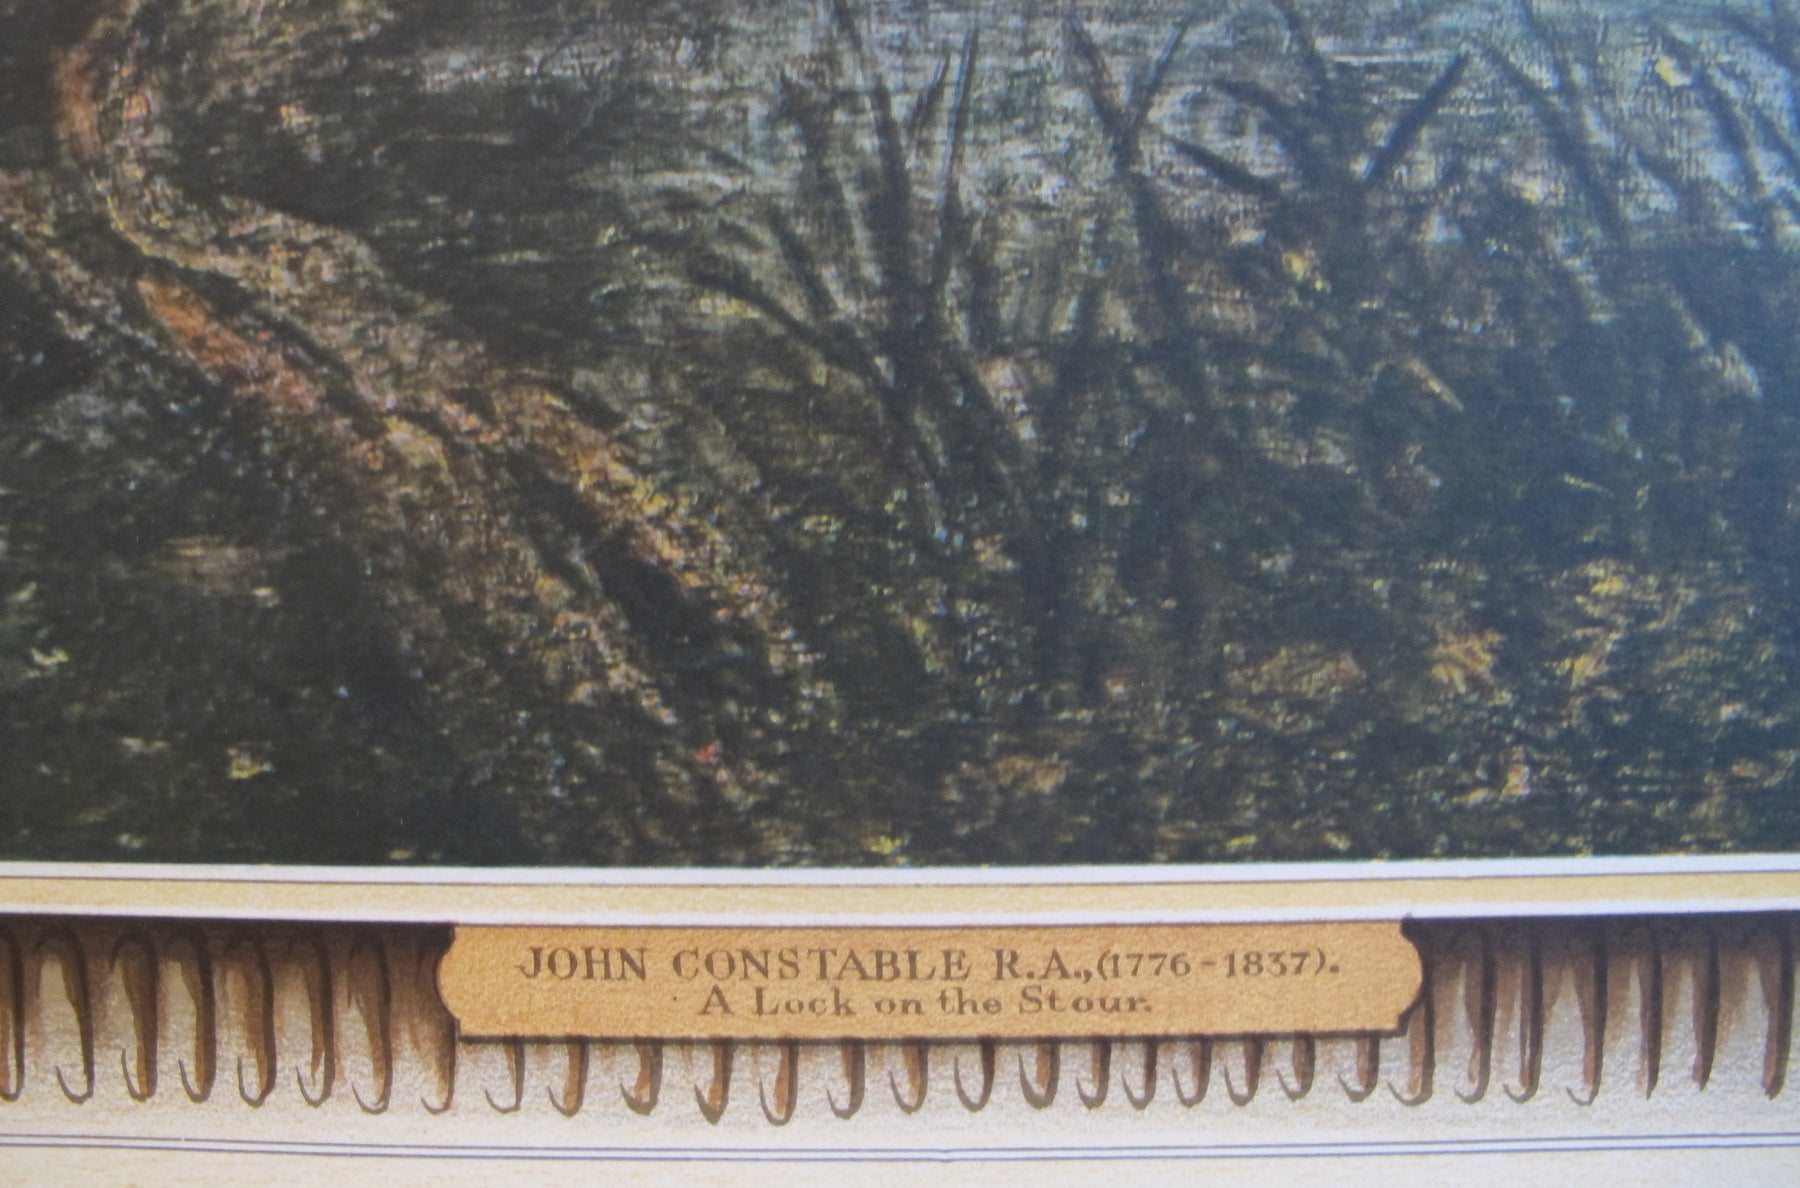 JOHN CONSTABLE R.A.,(1776-1837).
A Lock on the Stour.